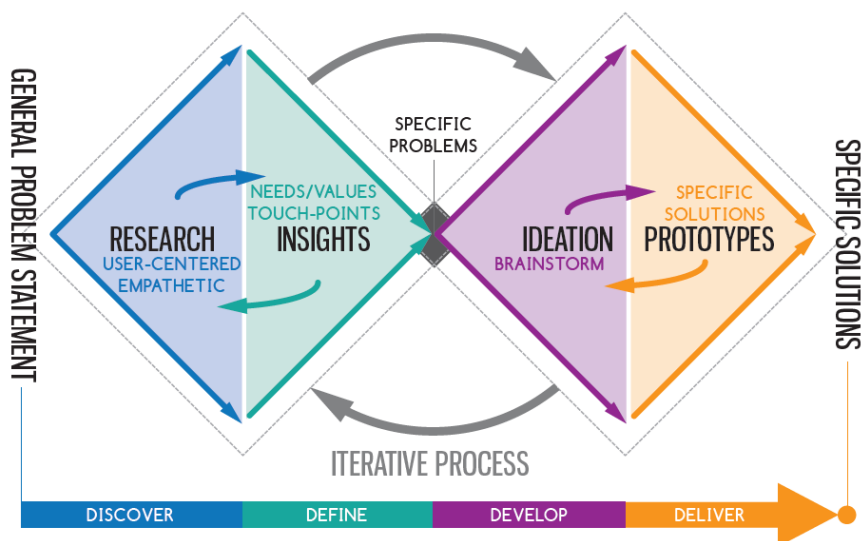 GENERAL PROBLEM STATEMENT
SPECIFIC
PROBLEMS
NEEDS/VALUES
TOUCH-POINTS
RESEARCH
INSIGHTS
USER-CENTERED
EMPATHETIC
SPECIFIC
SOLUTIONS
IDEATION
PROTOTYPES
BRAINSTORM
SPECIFIC SOLUTIONS
ITERATIVE PROCESS
DISCOVER
DEFINE
DEVELOP
DELIVER